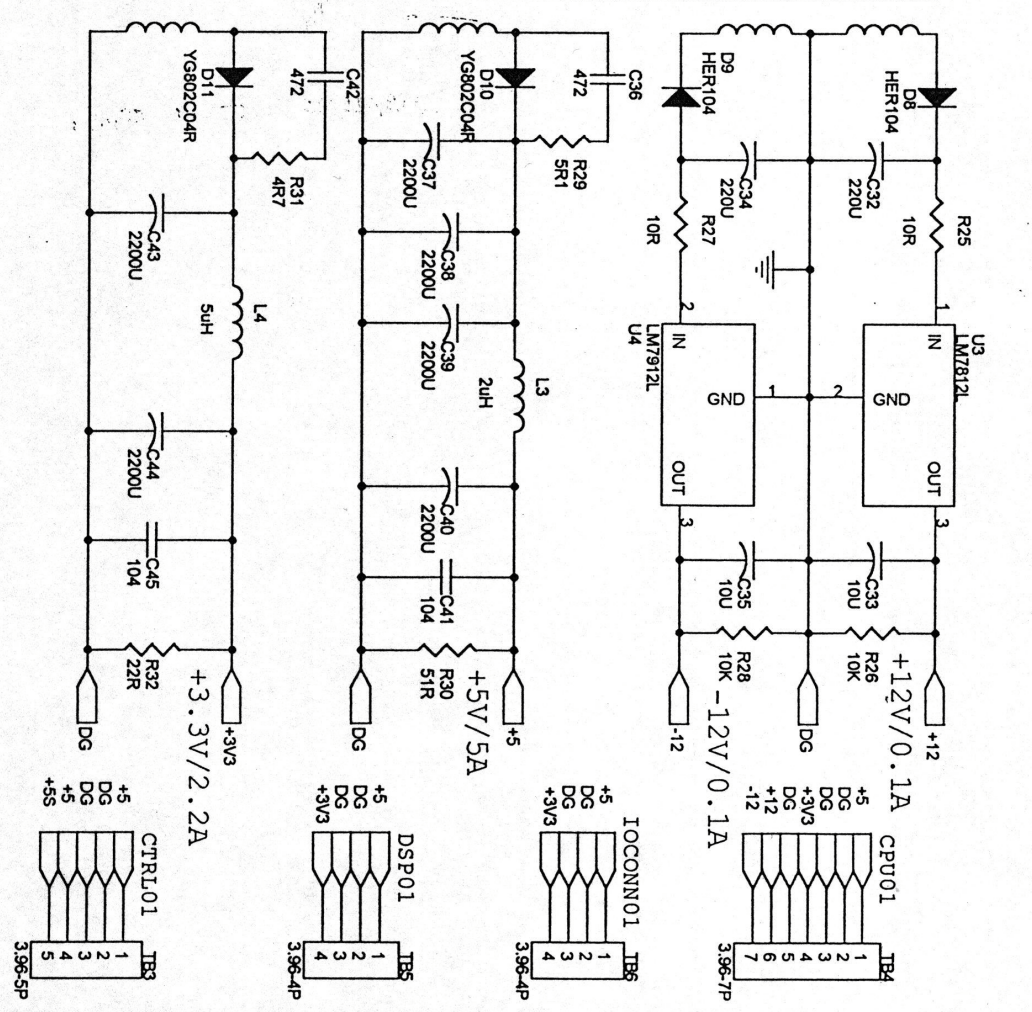 D8
HER104
R25
10R
1
U3
LM7812L
IN
GND
OUT
2
3
C32
220U
C33
10U
R26
10K
+12
+12V/0.1A
DG
D9
HER104
C34
220U
R27
10R
2
IN
GND
OUT
1
3
LM7912L
U4
C35
10U
R28
10K
-12
-12V/0.1A
CPU01
TB4
+5 1
DG 2
DG 3
+3V3 4
DG 5
+12 6
-12 7
3.96-7P
C36
472
R29
5R1
D10
YG802C04R
C37
2200U
C38
2200U
C39
2200U
L3
2uH
C40
2200U
C41
104
R30
51R
+5
+5V/5A
DG
IOCONN01
TB6
+5 1
DG 2
DG 3
+3V3 4
3.96-4P
DSP01
TB5
+5 1
DG 2
DG 3
+3V3 4
3.96-4P
C42
472
R31
4R7
D11
YG802C04R
C43
2200U
L4
5uH
C44
2200U
C45
104
R32
22R
+3V3
+3.3V/2.2A
DG
CTRL01
TB3
+5 1
DG 2
DG 3
+5 4
+5S 5
3.96-5P